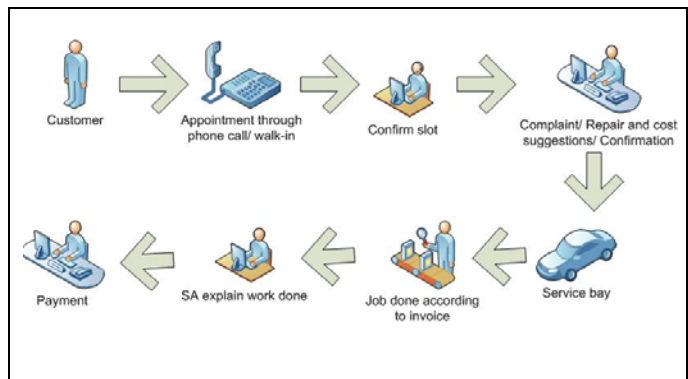 Customer
Appointment through
phone call/ walk-in
Confirm slot
Complaint/ Repair and cost
suggestions/ Confirmation
Service bay
Job done according
to invoice
SA explain work done
Payment